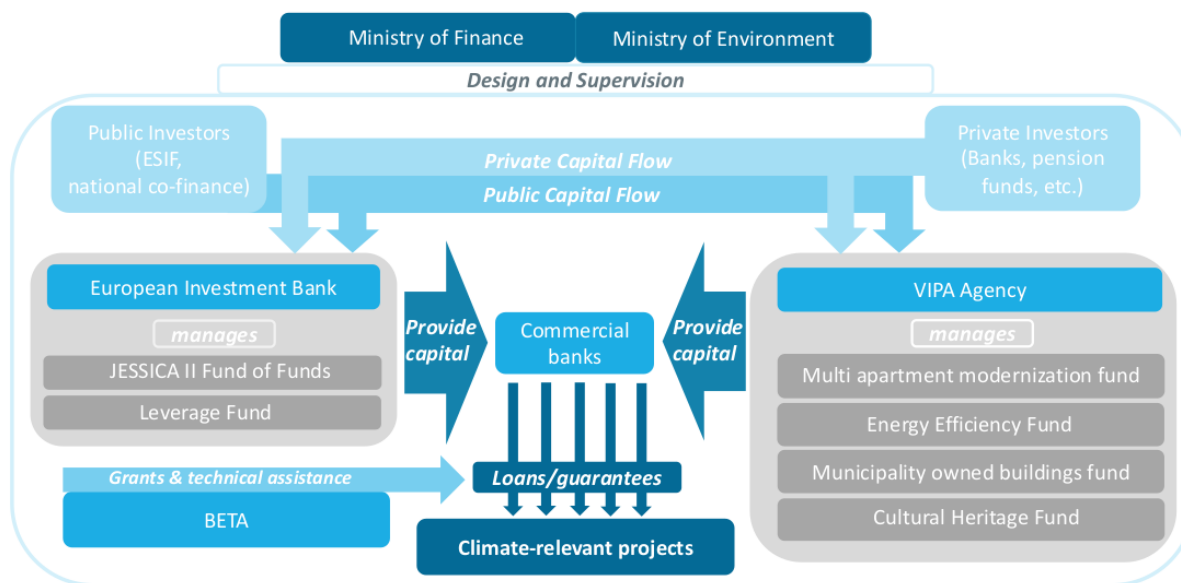 Ministry of Finance
Ministry of Environment
Design and Supervision
Public Investors
(ESIF,
national co-finance)
Private Investors
(Banks, pension
funds, etc.)
Private Capital Flow
Public Capital Flow
European Investment Bank
manages
JESSICA II Fund of Funds
Leverage Fund
Provide
capital
Commercial
banks
Provide
capital
VIPA Agency
manages
Multi apartment modernization fund
Energy Efficiency Fund
Municipality owned buildings fund
Cultural Heritage Fund
Grants & technical assistance
BETA
Loans/guarantees
Climate-relevant projects